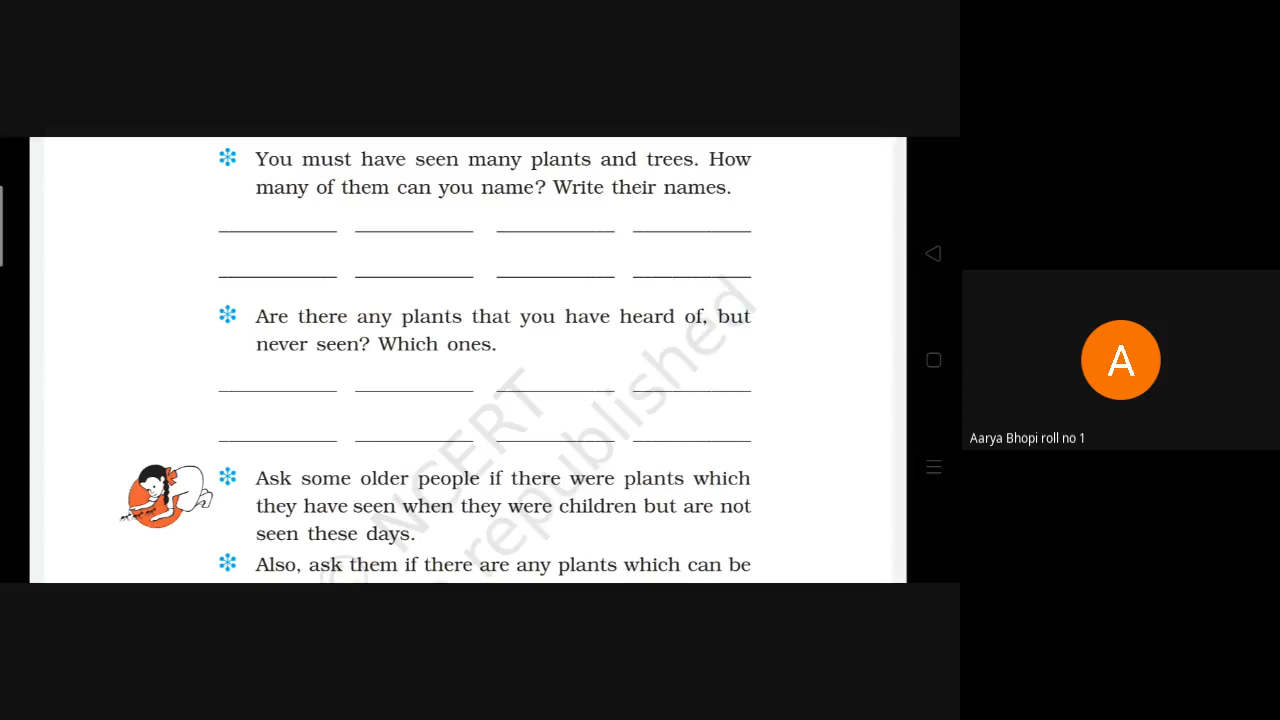 You must have seen many plants and trees. How
many of them can you name? Write their names.
Are there any plants that you have heard of, but
never seen? Which ones.
Ask some older people if there were plants which
they have seen when they were children but are not
seen these days.
Also, ask them if there are any plants which can be
© NCERT
republished
A
Aarya Bhopi roll no 1